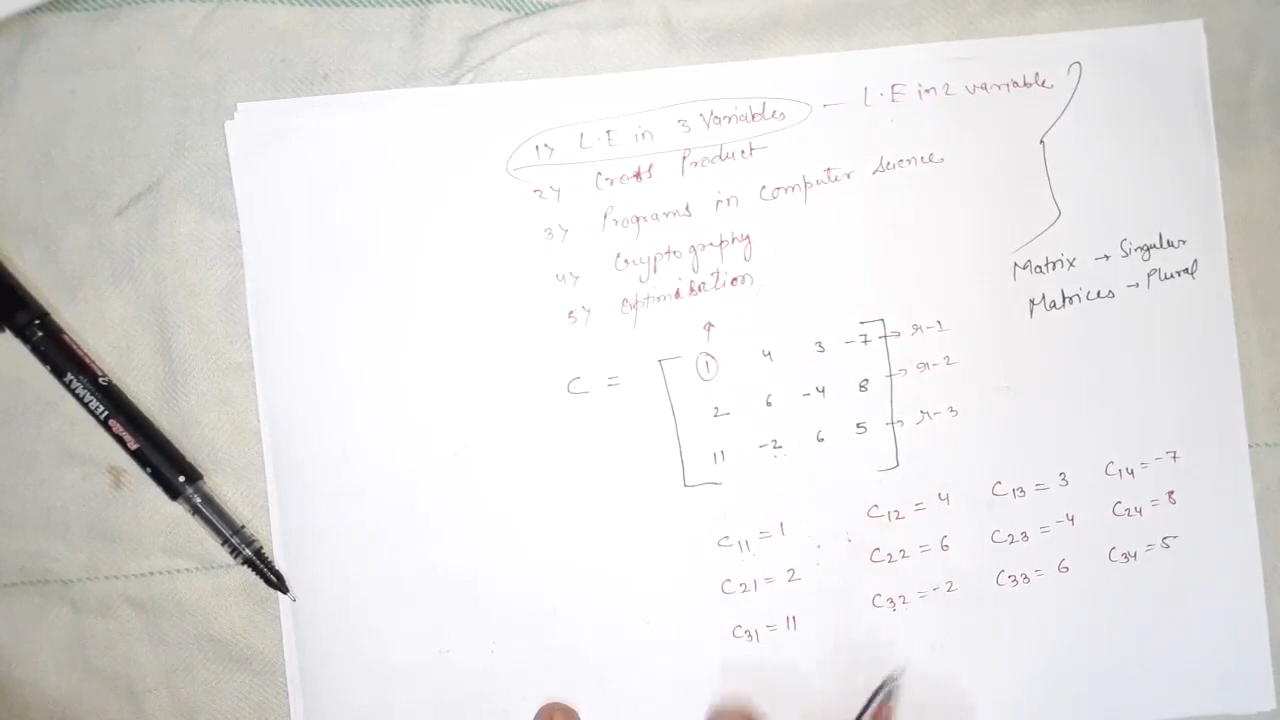 1> L.E in 3 Variables — L.E in 2 variable
2> Cross Product
3> Programs in Computer Science
4> Cryptography
5> Optimisation
Matrix → Singular
Matrices → Plural
C = [ 1 4 3 -7 → r-1
2 6 -4 8 → r-2
11 -2 6 5 ] → r-3
C11 = 1 C12 = 4 C13 = 3 C14 = -7
C21 = 2 C22 = 6 C23 = -4 C24 = 8
C31 = 11 C32 = -2 C33 = 6 C34 = 5
Rorito TERAMAX